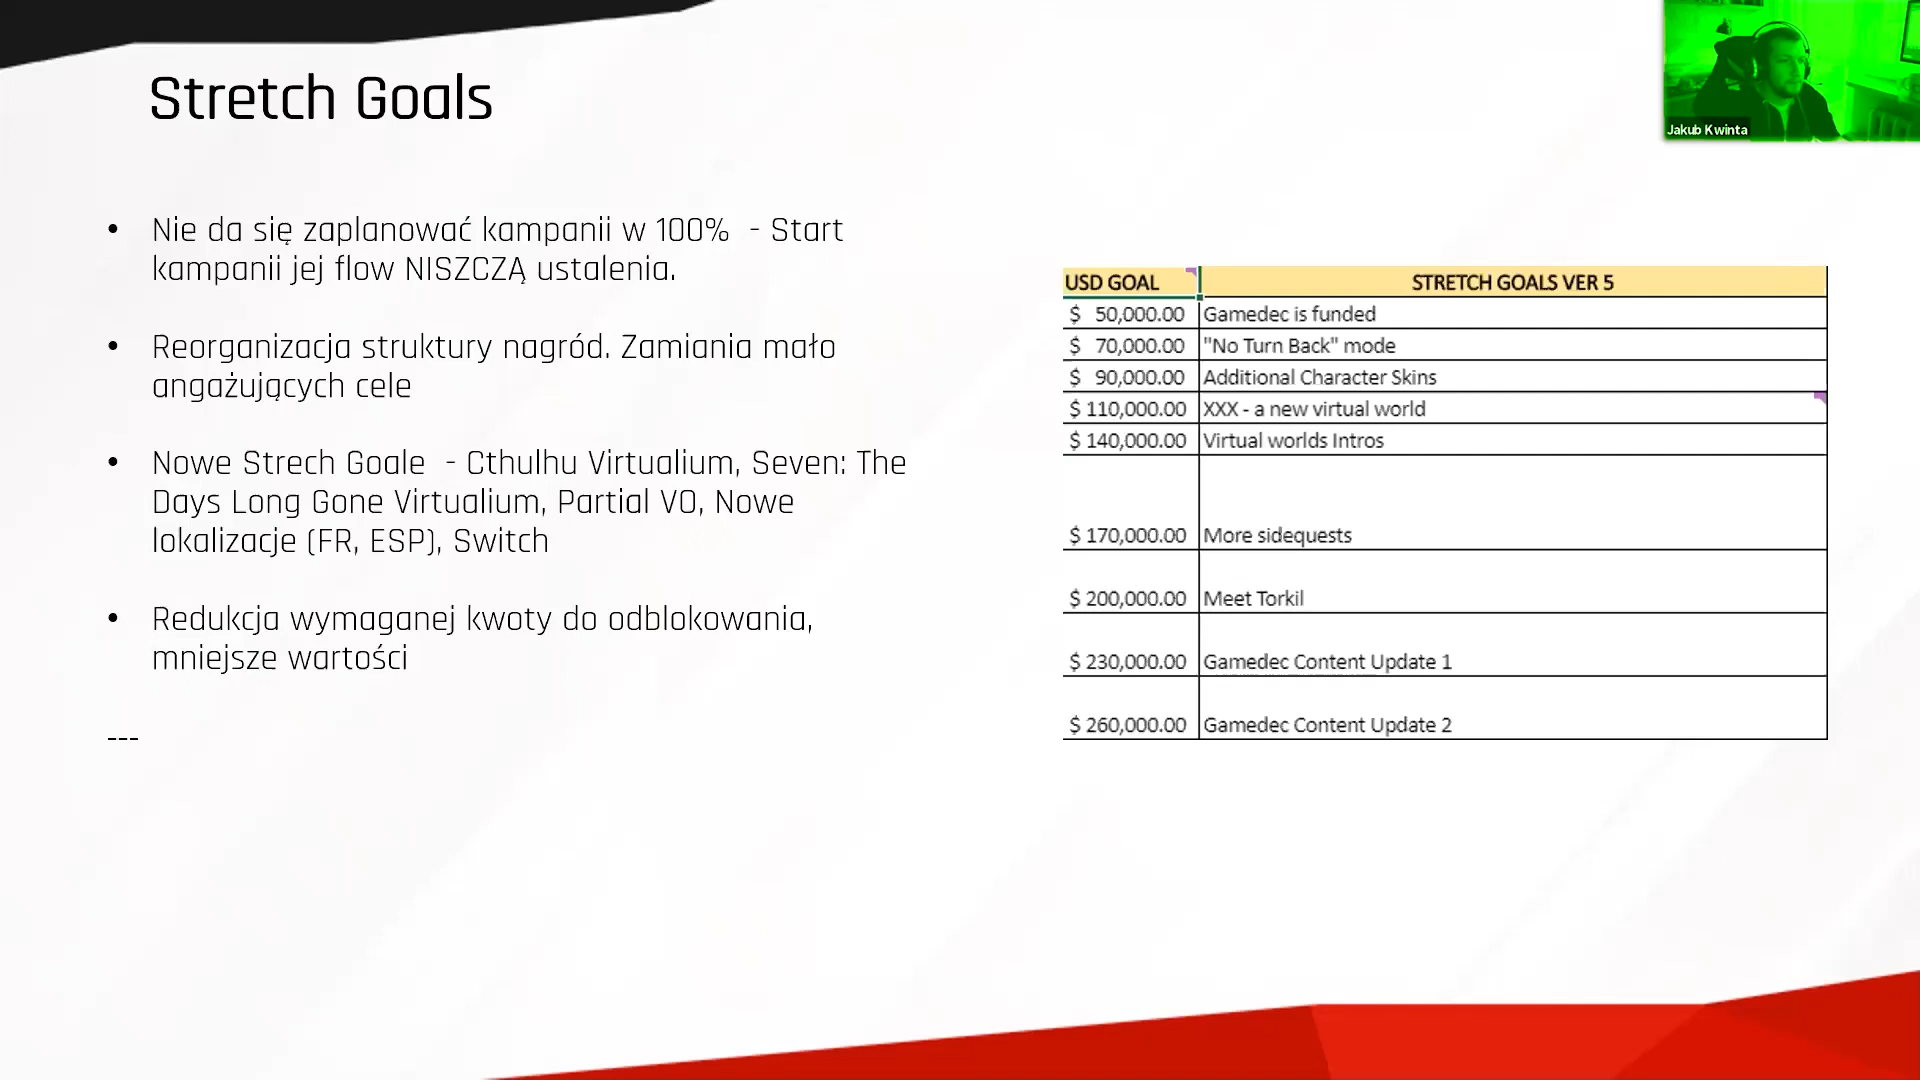 Stretch Goals
Jakub Kwinta
• Nie da się zaplanować kampanii w 100%  - Start
kampanii jej flow NISZCZĄ ustalenia.
• Reorganizacja struktury nagród. Zamiania mało
angażujących cele
• Nowe Strech Goale  - Cthulhu Virtualium, Seven: The
Days Long Gone Virtualium, Partial VO, Nowe
lokalizacje (FR, ESP), Switch
• Redukcja wymaganej kwoty do odblokowania,
mniejsze wartości
---
USD GOAL STRETCH GOALS VER 5
$ 50,000.00 Gamedec is funded
$ 70,000.00 "No Turn Back" mode
$ 90,000.00 Additional Character Skins
$ 110,000.00 XXX - a new virtual world
$ 140,000.00 Virtual worlds Intros
$ 170,000.00 More sidequests
$ 200,000.00 Meet Torkil
$ 230,000.00 Gamedec Content Update 1
$ 260,000.00 Gamedec Content Update 2